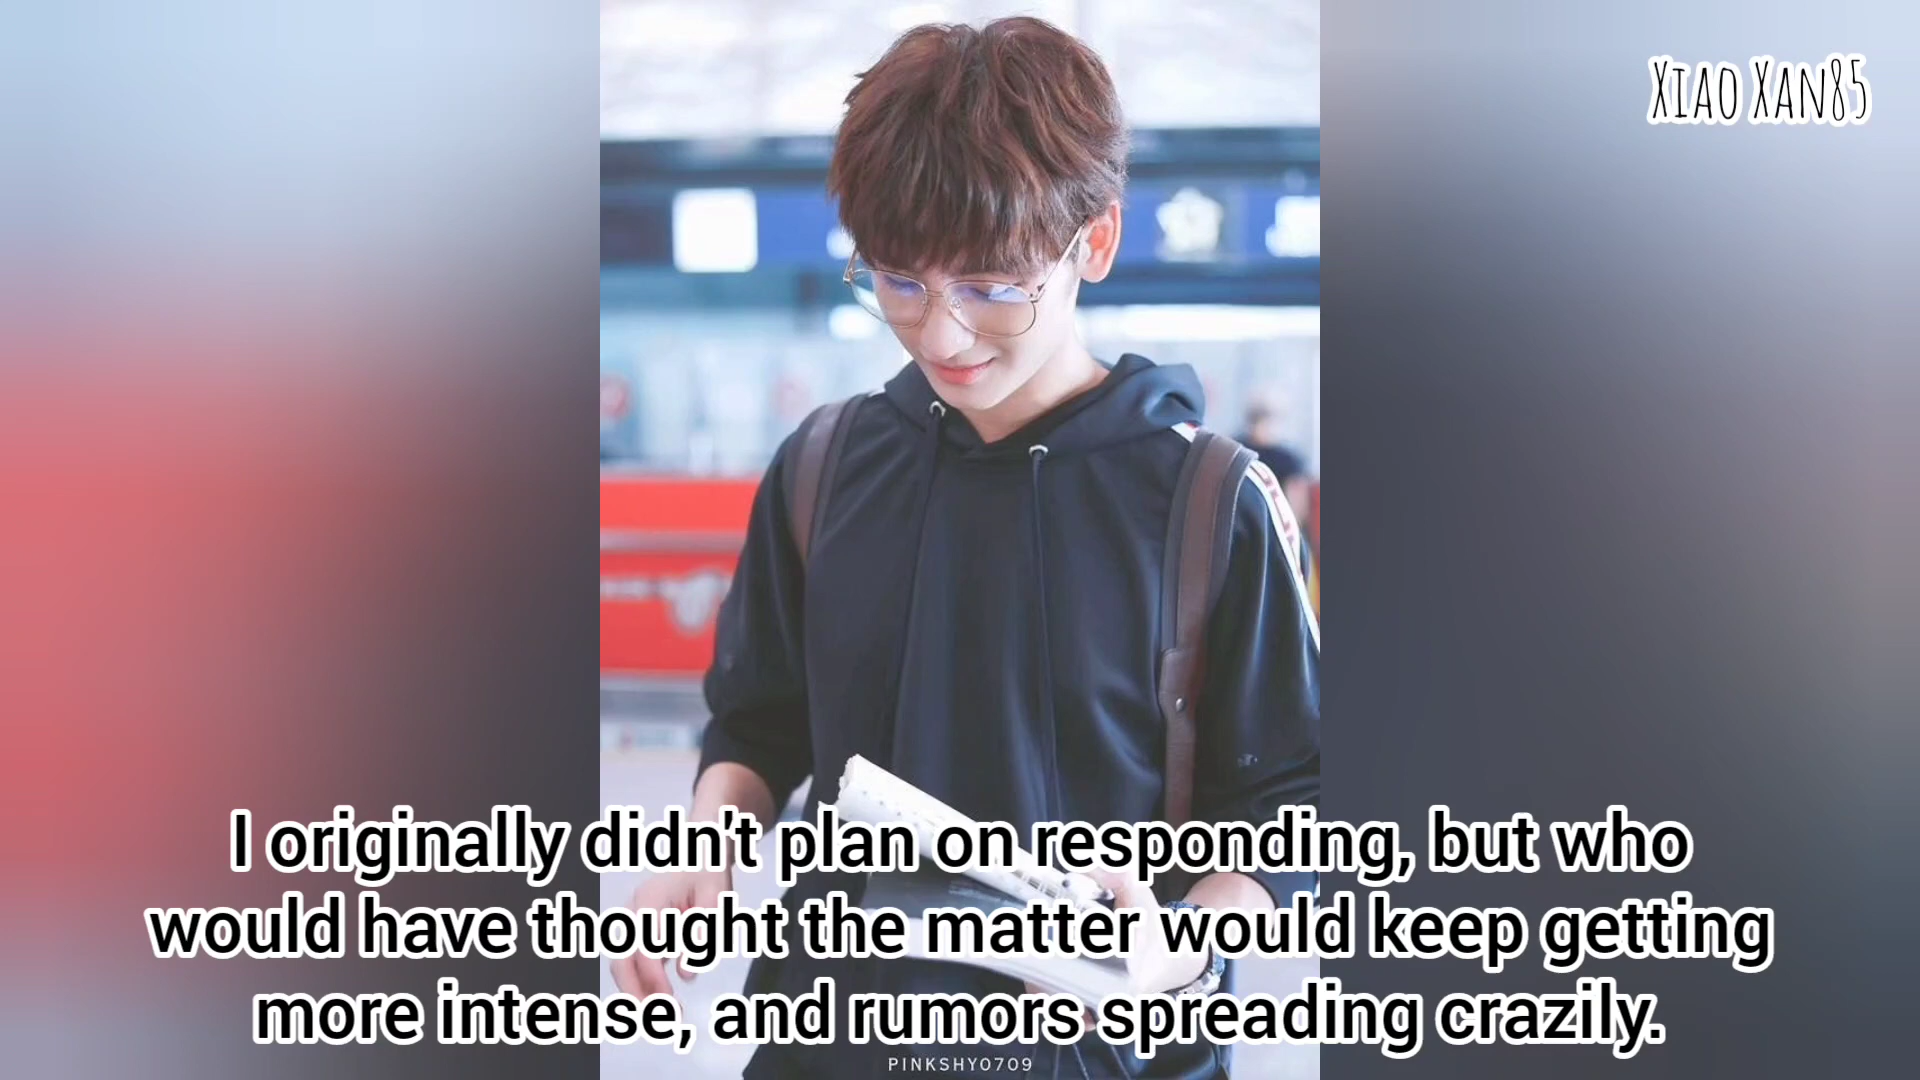 XIAO XAN85
I originally didn't plan on responding, but who
would have thought the matter would keep getting
more intense, and rumors spreading crazily.
PINKSHY0709